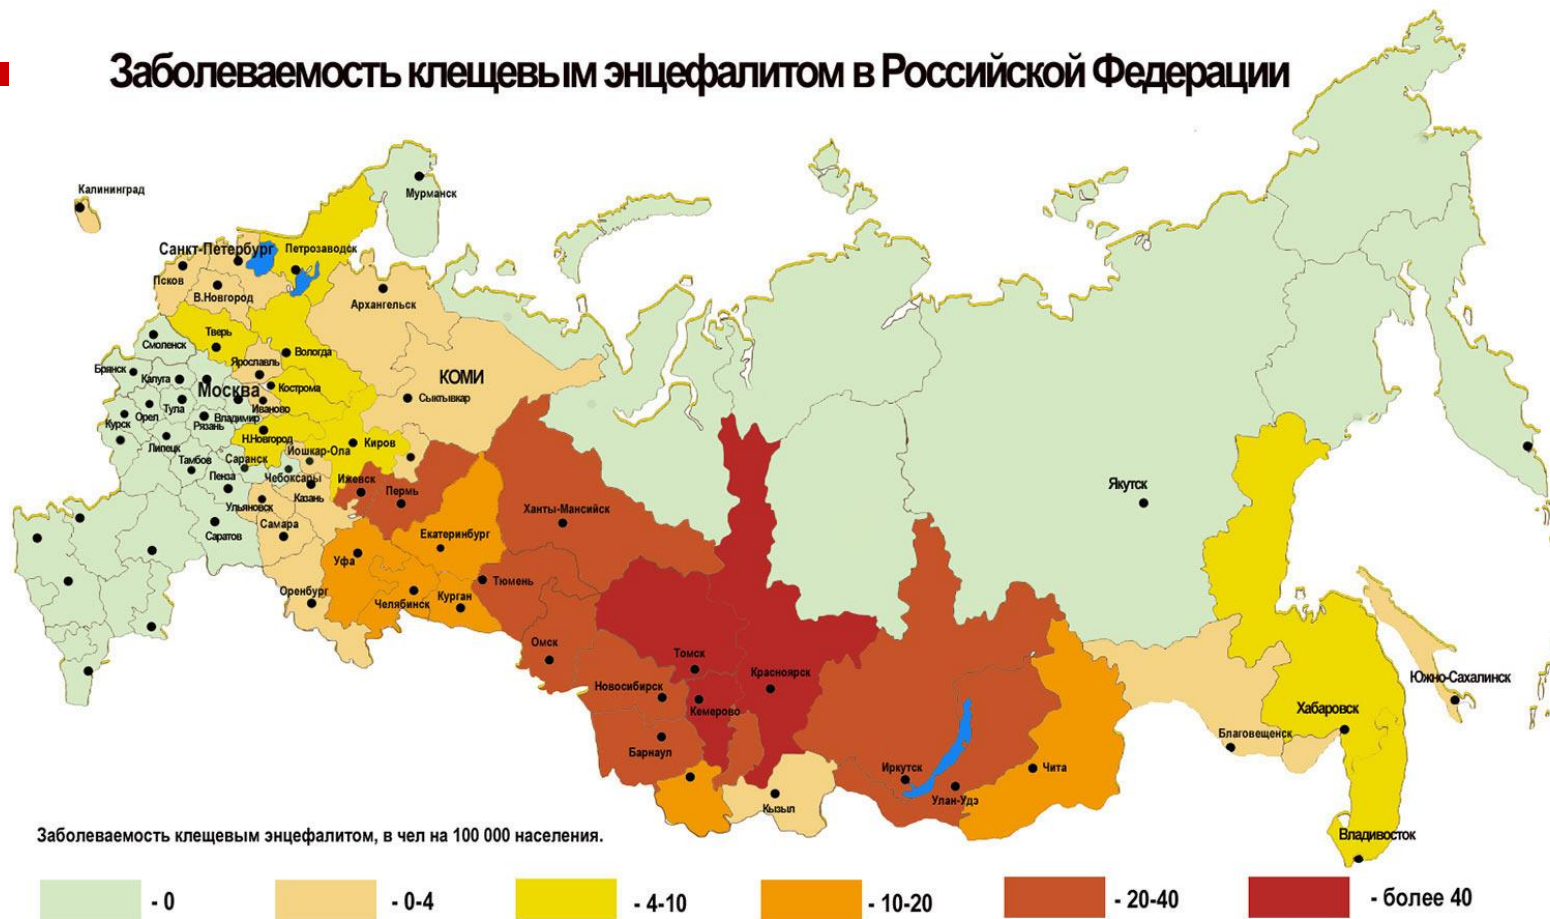 Заболеваемость клещевым энцефалитом в Российской Федерации
Калининград
Мурманск
Санкт-Петербург
Петрозаводск
Псков
В.Новгород
Архангельск
Тверь
Смоленск
Вологда
Ярославль
Брянск
Калуга
Москва
Кострома
КОМИ
Сыктывкар
Орел
Тула
Иваново
Курск
Рязань
Владимир
Н.Новгород
Киров
Липецк
Йошкар-Ола
Тамбов
Саранск
Пенза
Чебоксары
Ижевск
Казань
Пермь
Якутск
Ульяновск
Ханты-Мансийск
Самара
Саратов
Екатеринбург
Уфа
Тюмень
Оренбург
Челябинск
Курган
Омск
Томск
Красноярск
Новосибирск
Кемерово
Южно-Сахалинск
Хабаровск
Благовещенск
Барнаул
Иркутск
Чита
Улан-Удэ
Кызыл
Владивосток
Заболеваемость клещевым энцефалитом, в чел на 100 000 населения.
- 0 - 0-4 - 4-10 - 10-20 - 20-40 - более 40